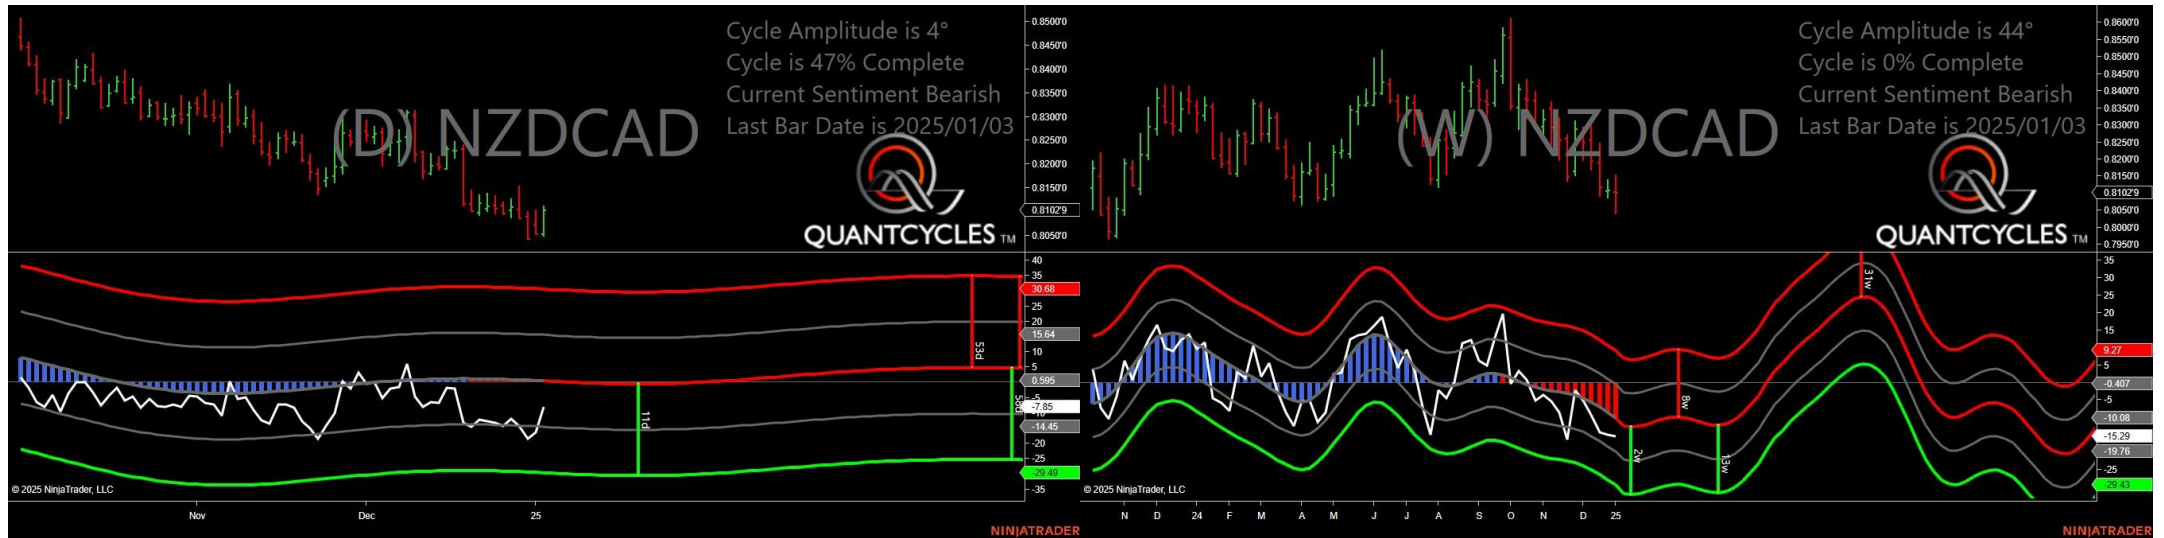 Cycle Amplitude is 4°
Cycle is 47% Complete
Current Sentiment Bearish
Last Bar Date is 2025/01/03
(D) NZDCAD
QUANTCYCLES TM
0.8500'0
0.8450'0
0.8400'0
0.8350'0
0.8300'0
0.8250'0
0.8200'0
0.8150'0
0.8102'9
0.8050'0
40
35
30.68
25
20
15.64
10
5
0.595
-5
-7.85
-10
-14.45
-20
-25
-29.49
-35
53d
58d
11d
© 2025 NinjaTrader, LLC
Nov
Dec
25
NINJATRADER
Cycle Amplitude is 44°
Cycle is 0% Complete
Current Sentiment Bearish
Last Bar Date is 2025/01/03
(W) NZDCAD
QUANTCYCLES TM
0.8600'0
0.8550'0
0.8500'0
0.8450'0
0.8400'0
0.8350'0
0.8300'0
0.8250'0
0.8200'0
0.8150'0
0.8102'9
0.8050'0
0.8000'0
0.7950'0
35
30
25
20
15
9.27
5
-0.407
-5
-10.08
-15.29
-19.76
-25
-29.43
31w
8w
2w
13w
© 2025 NinjaTrader, LLC
N D 24 F M A M J J A S O N D 25
NINJATRADER